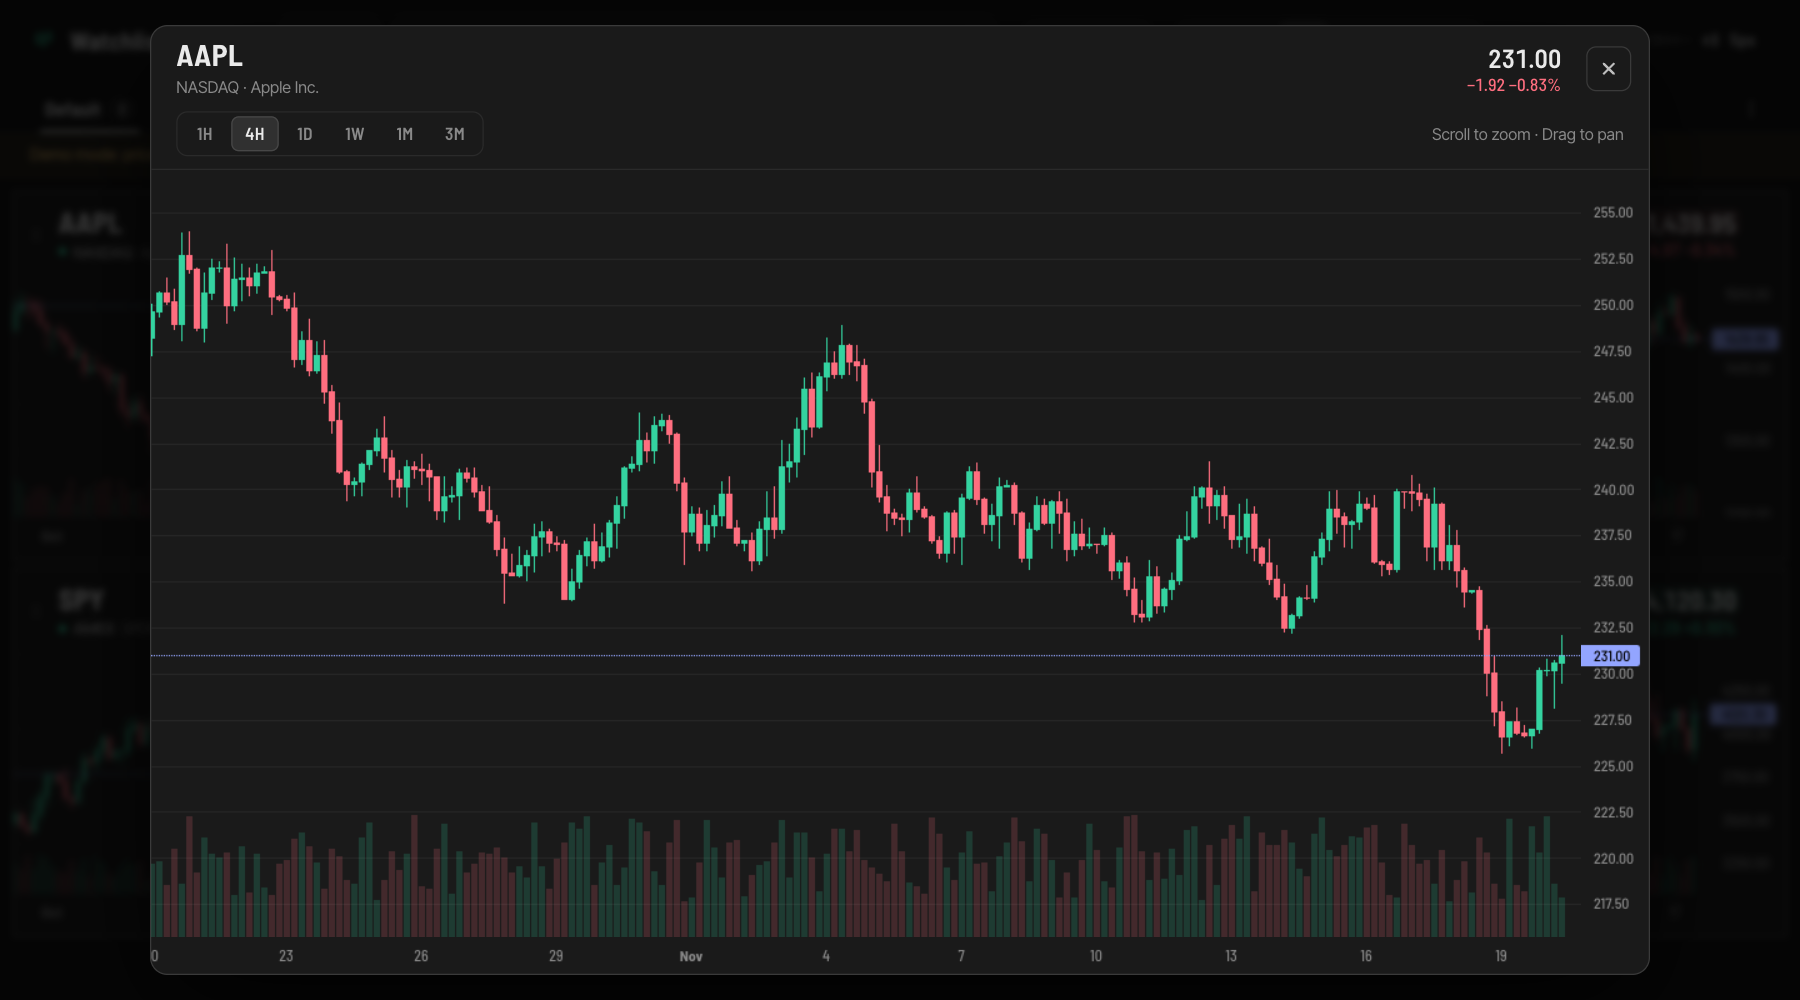 AAPL
NASDAQ · Apple Inc.
231.00
−1.92 −0.83%
1H 4H 1D 1W 1M 3M
Scroll to zoom · Drag to pan
255.00
252.50
250.00
247.50
245.00
242.50
240.00
237.50
235.00
232.50
231.00
230.00
227.50
225.00
222.50
220.00
217.50
0 23 26 29 Nov 4 7 10 13 16 19
AAPL
SPY